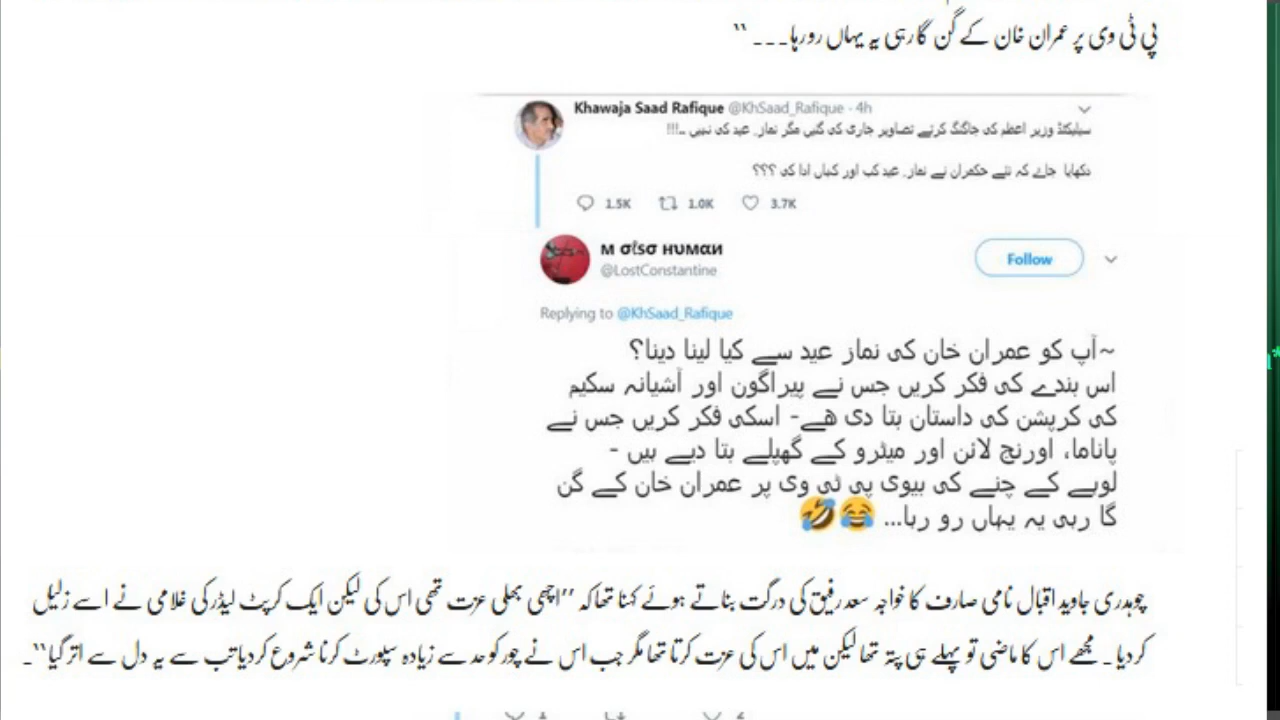 پی ٹی وی پر عمران خان کے گُن گا رہی یہ یہاں رو رہا۔۔۔ ‘‘
Khawaja Saad Rafique @KhSaad_Rafique · 4h
سیلیکٹڈ وزیر اعظم کی جاگنگ کرتے تصاویر جاری کی گئی مگر نماز ِ عید کی نہیں ..!!!
دکھایا جاۓ کہ نئے حکمران نے نماز ِ عید کب اور کہاں ادا کی ؟؟؟
1.5K 1.0K 3.7K
м σℓsσ нυмαи
@LostConstantine
Follow
Replying to @KhSaad_Rafique
~آپ کو عمران خان کی نماز عید سے کیا لینا دینا؟
اس بندے کی فکر کریں جس نے پیراگون اور آشیانہ سکیم
کی کرپشن کی داستان بتا دی ھے- اسکی فکر کریں جس نے
پاناما، اورنج لائن اور میٹرو کے گھپلے بتا دیے ہیں -
لوہے کے چنے کی بیوی پی ٹی وی پر عمران خان کے گن
گا رہی یہ یہاں رو رہا... 😂🤣
چوہدری جاوید اقبال نامی صارف کا خواجہ سعد رفیق کی درگت بناتے ہوئے کہنا تھا کہ ’’اچھی بھلی عزت تھی اس کی لیکن ایک کرپٹ لیڈر کی غلامی نے اسے زلیل
کر دیا ۔ مجھے اس کا ماضی تو پہلے ہی پتہ تھا لیکن میں اس کی عزت کرتا تھا مگر جب اس نے چور کو حد سے زیادہ سپورٹ کرنا شروع کردیا تب سے یہ دل سے اتر گیا‘‘۔